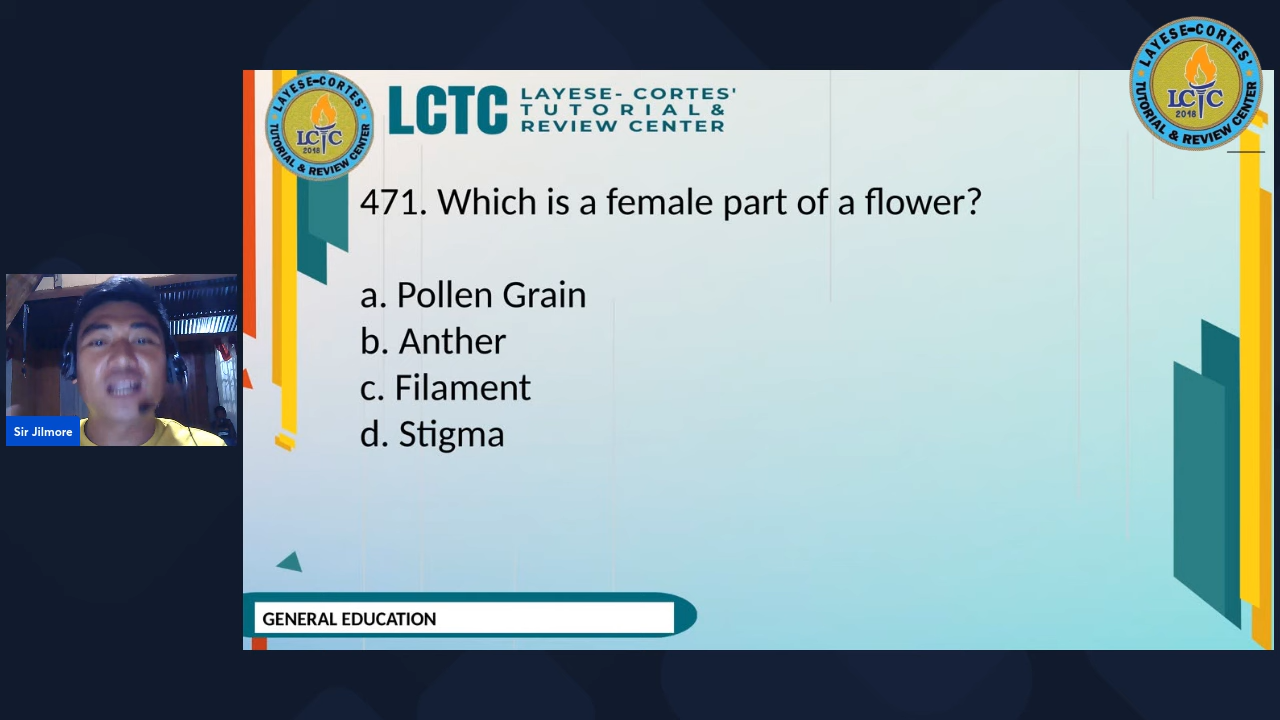 LAYESE-CORTES'
TUTORIAL & REVIEW CENTER
LCTC
2018
LCTC
LAYESE- CORTES'
TUTORIAL &
REVIEW CENTER
LAYESE-CORTES'
TUTORIAL & REVIEW CENTER
LCTC
2018
471. Which is a female part of a flower?
a. Pollen Grain
b. Anther
c. Filament
d. Stigma
Sir Jilmore
GENERAL EDUCATION